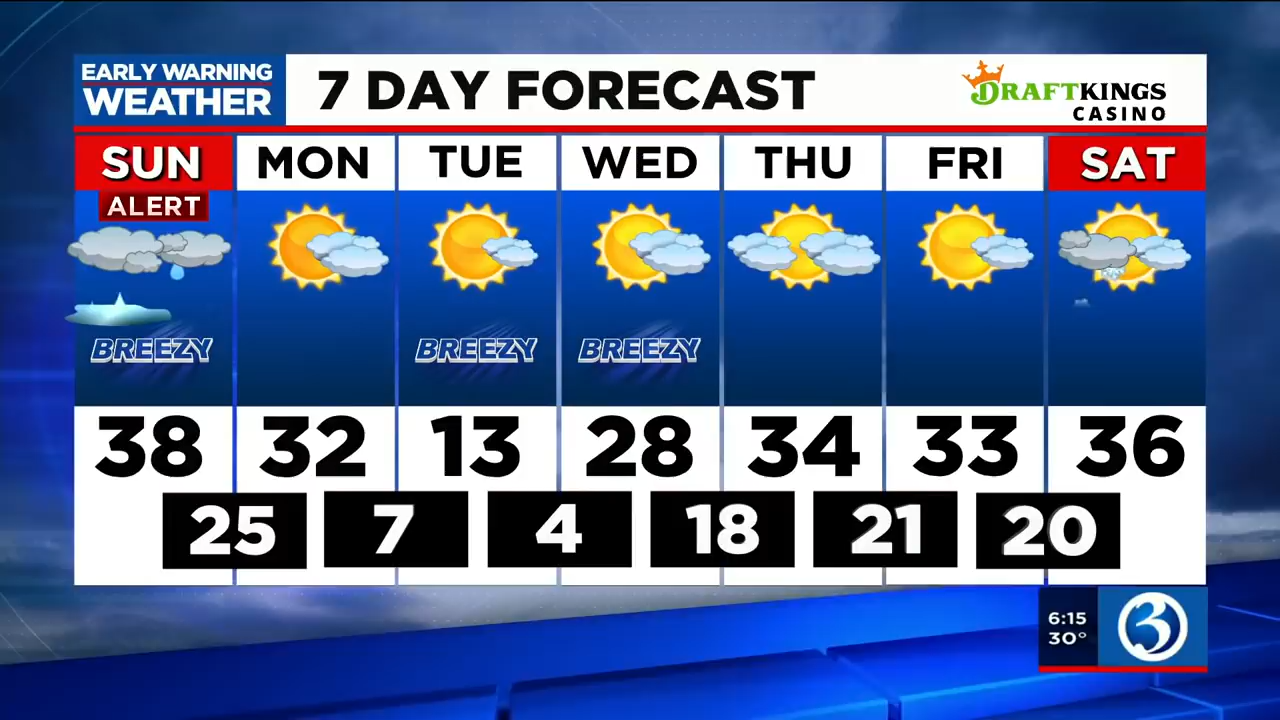 EARLY WARNING
WEATHER
7 DAY FORECAST
DRAFTKINGS
CASINO
SUN MON TUE WED THU FRI SAT
ALERT
BREEZY BREEZY BREEZY
38 32 13 28 34 33 36
25 7 4 18 21 20
6:15
30°
3